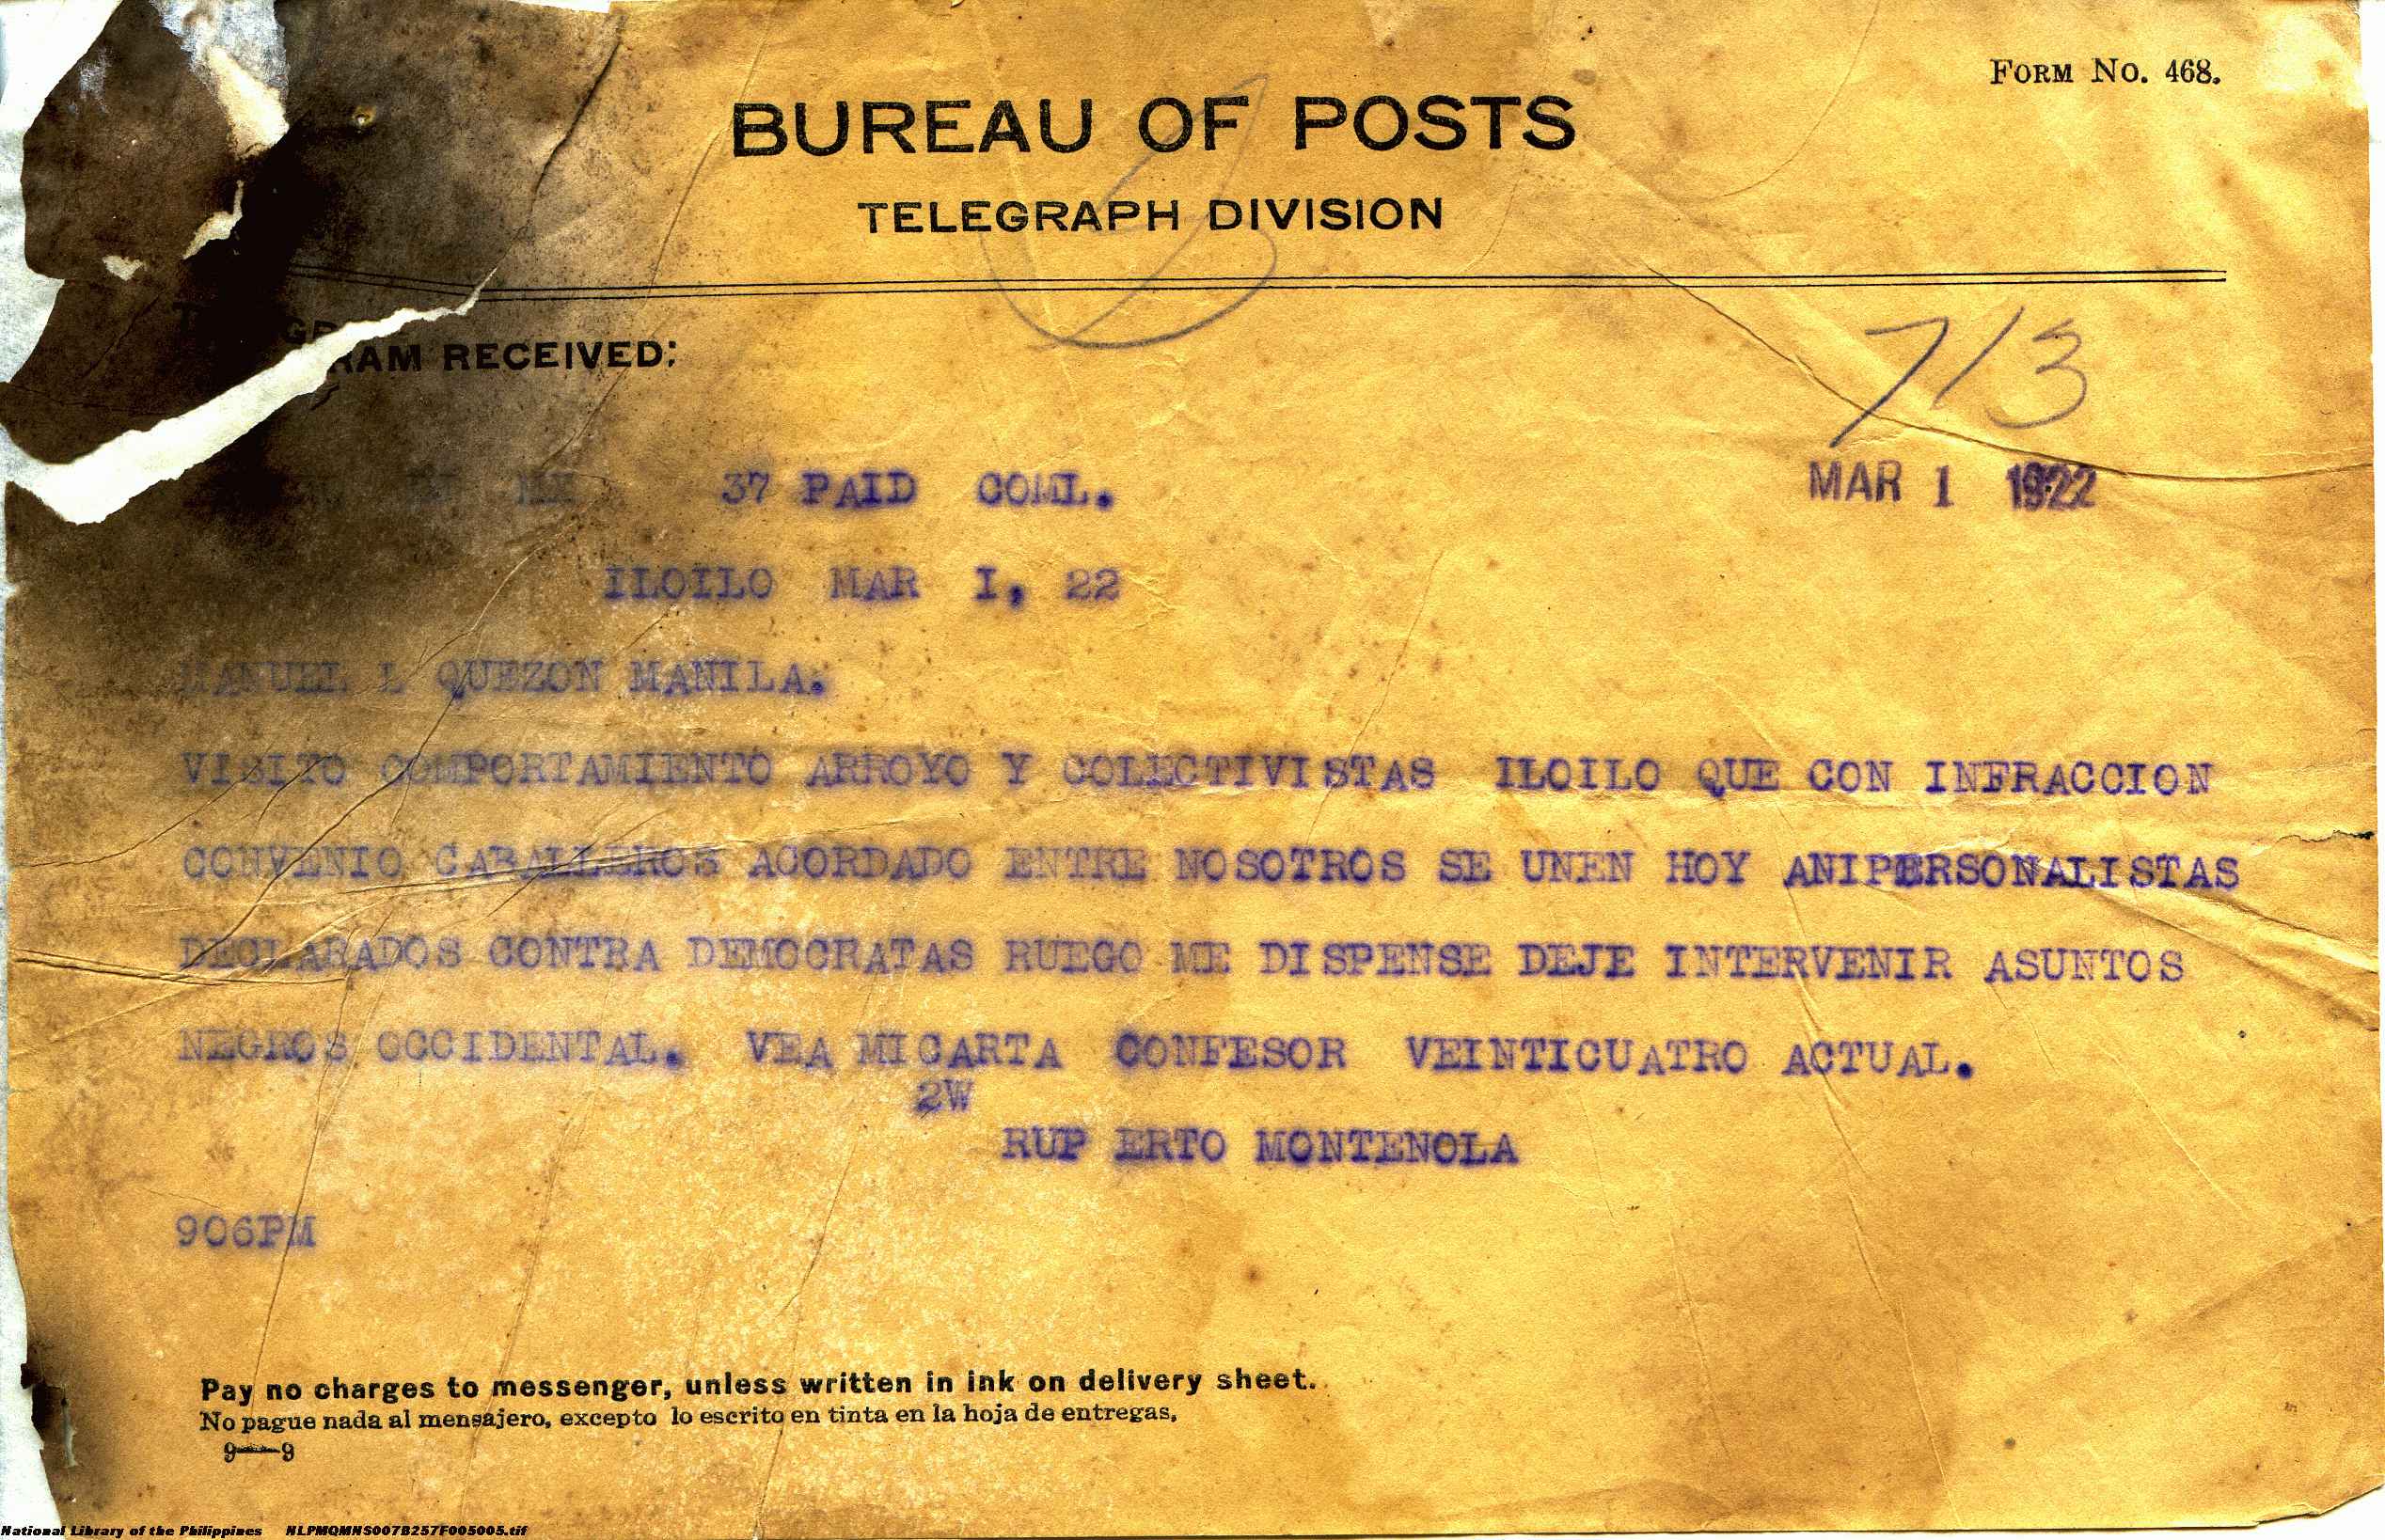 FORM NO. 468.
BUREAU OF POSTS
TELEGRAPH DIVISION
RAM RECEIVED:
713
37 PAID COML.
MAR 1 1922
ILOILO MAR I, 22
MANUEL L QUEZON MANILA.
VISITO COMPORTAMIENTO ARROYO Y COLECTIVISTAS ILOILO QUE CON INFRACCION
CONVENIO CABALLEROS ACORDADO ENTRE NOSOTROS SE UNEN HOY ANIPERSONALISTAS
DECLARADOS CONTRA DEMOCRATAS RUEGO ME DISPENSE DEJE INTERVENIR ASUNTOS
NEGROS OCCIDENTAL. VEA MICARTA CONFESOR VEINTICUATRO ACTUAL.
2W
RUP ERTO MONTENOLA
906PM
Pay no charges to messenger, unless written in ink on delivery sheet.
No pague nada al mensajero, excepto lo escrito en tinta en la hoja de entregas.
9—9
National Library of the Philippines NLPMQMNS007B257F005005.tif